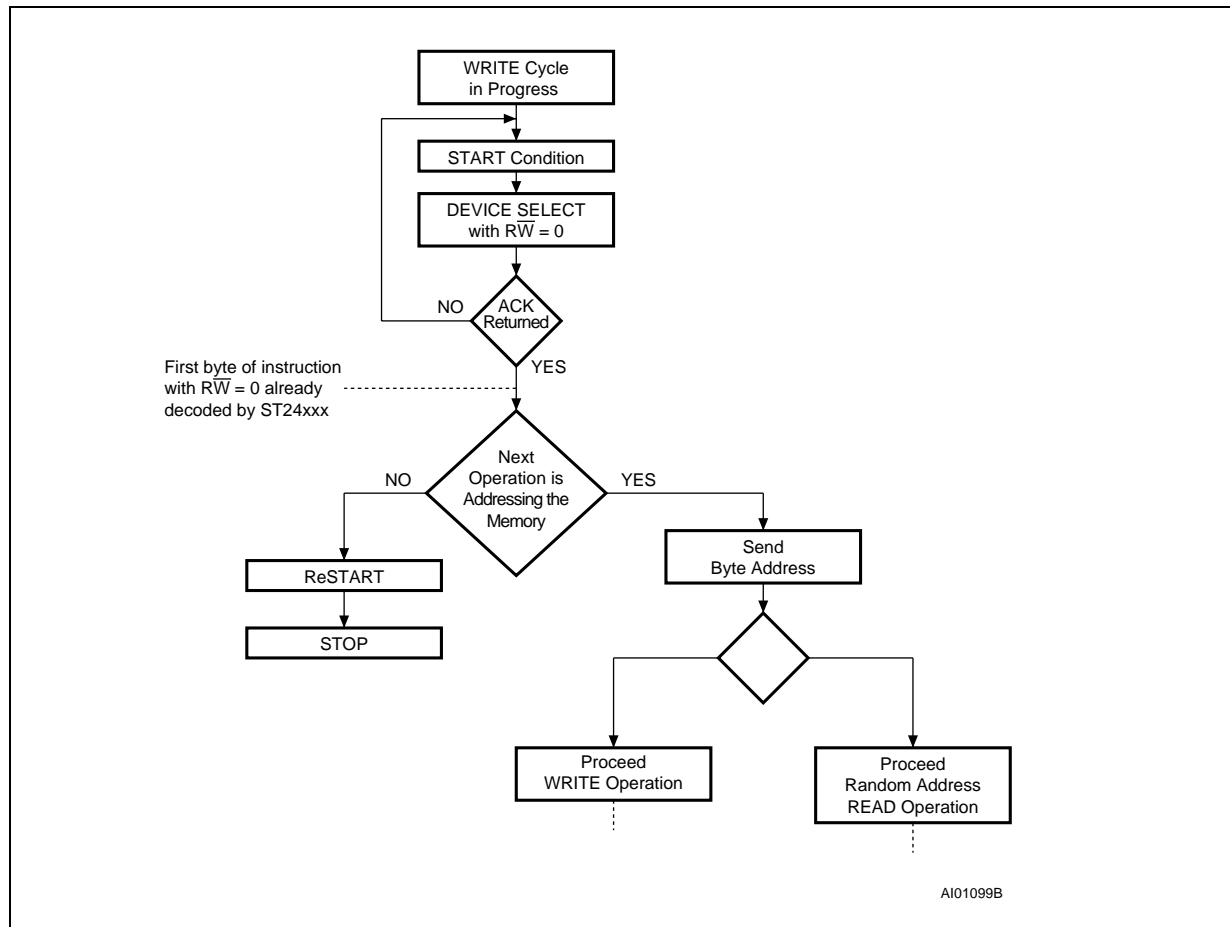 WRITE Cycle
in Progress
START Condition
DEVICE SELECT
with RW̅ = 0
NO
ACK
Returned
YES
First byte of instruction
with RW̅ = 0 already
decoded by ST24xxx
Next
Operation is
Addressing the
Memory
NO
YES
ReSTART
STOP
Send
Byte Address
Proceed
WRITE Operation
Proceed
Random Address
READ Operation
AI01099B